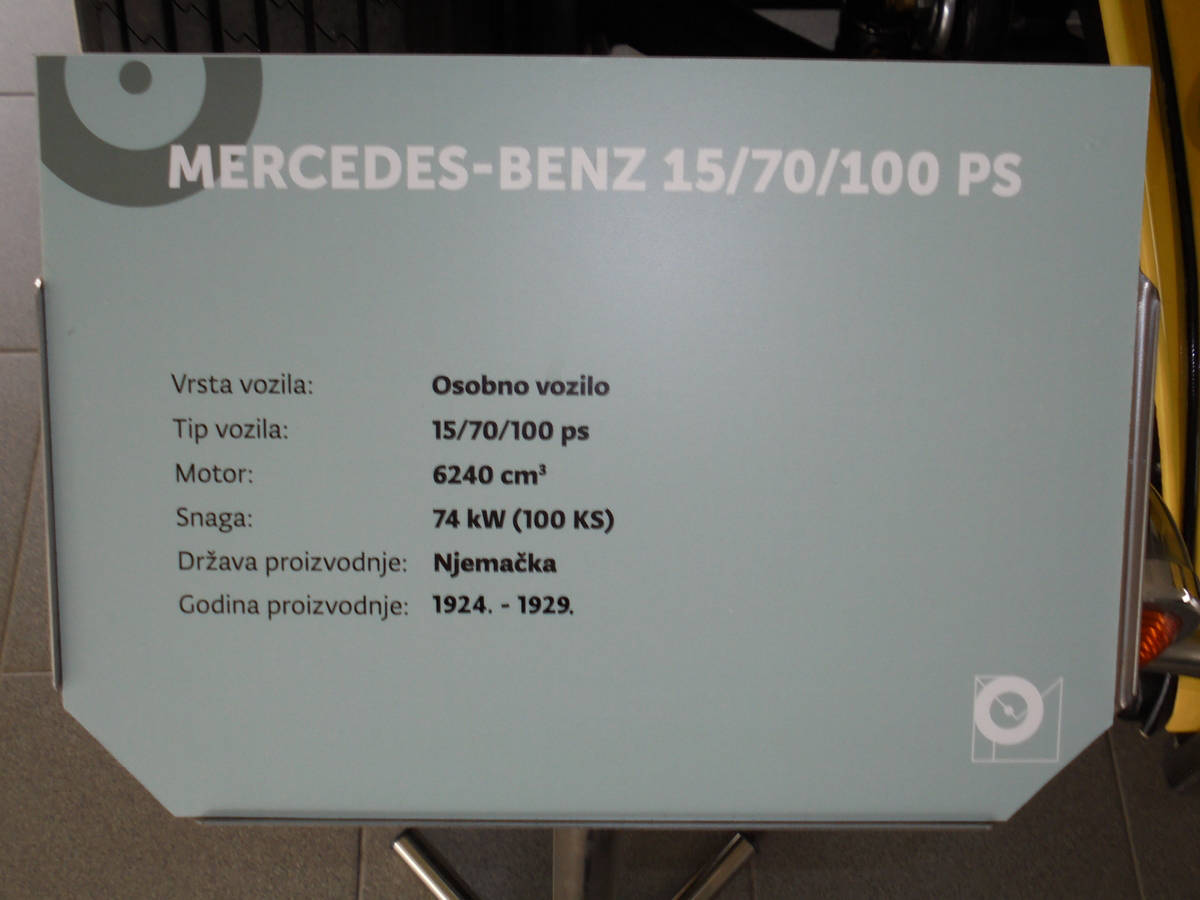 MERCEDES-BENZ 15/70/100 PS
Vrsta vozila: Osobno vozilo
Tip vozila: 15/70/100 ps
Motor: 6240 cm³
Snaga: 74 kW (100 KS)
Država proizvodnje: Njemačka
Godina proizvodnje: 1924. - 1929.